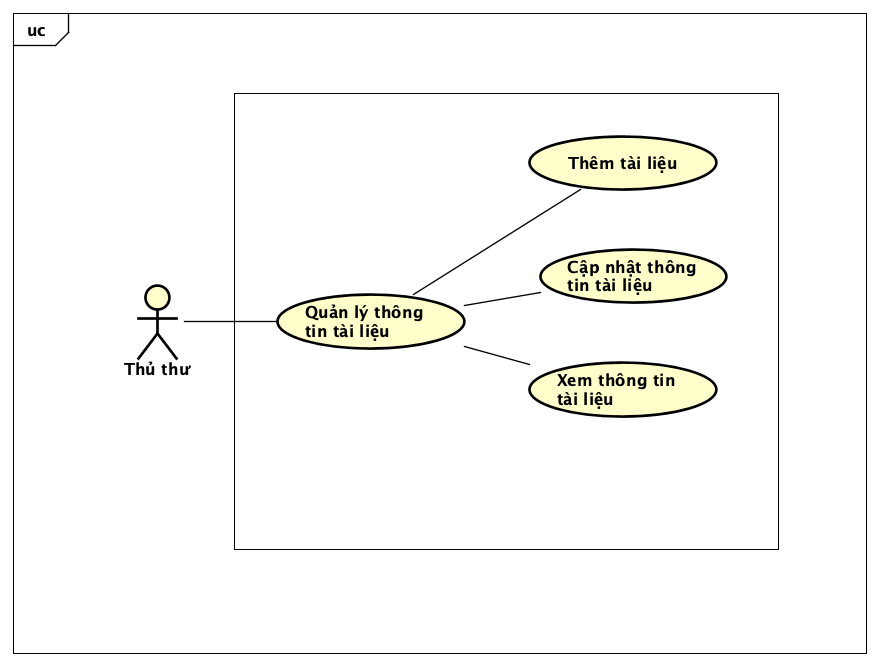 uc
Thêm tài liệu
Cập nhật thông
tin tài liệu
Quản lý thông
tin tài liệu
Thủ thư
Xem thông tin
tài liệu